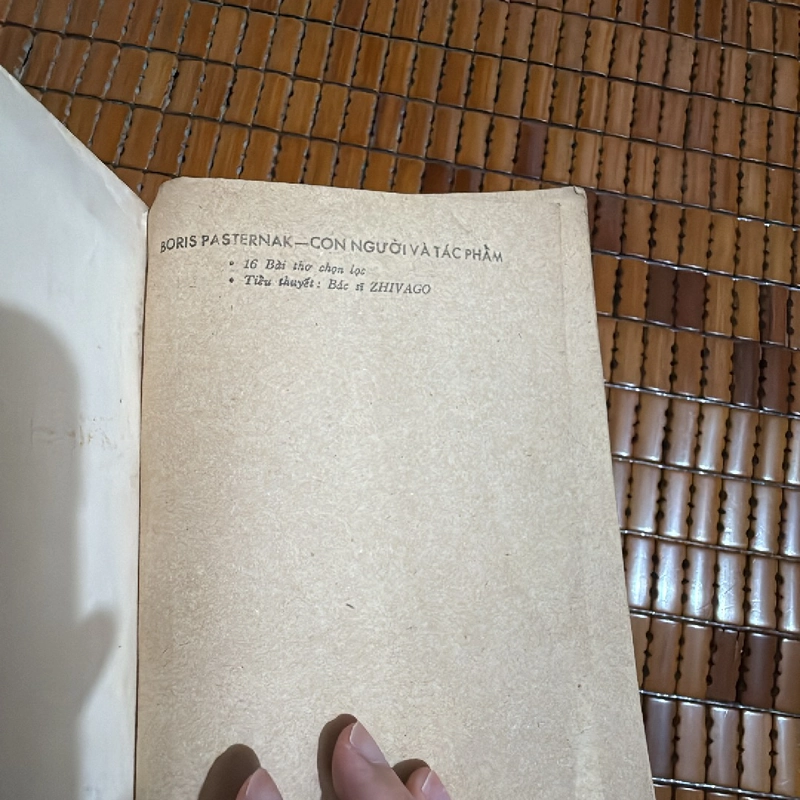 BORIS PASTERNAK—CON NGƯỜI VÀ TÁC PHẨM
• 16 Bài thơ chọn lọc
• Tiểu thuyết : Bác sĩ ZHIVAGO